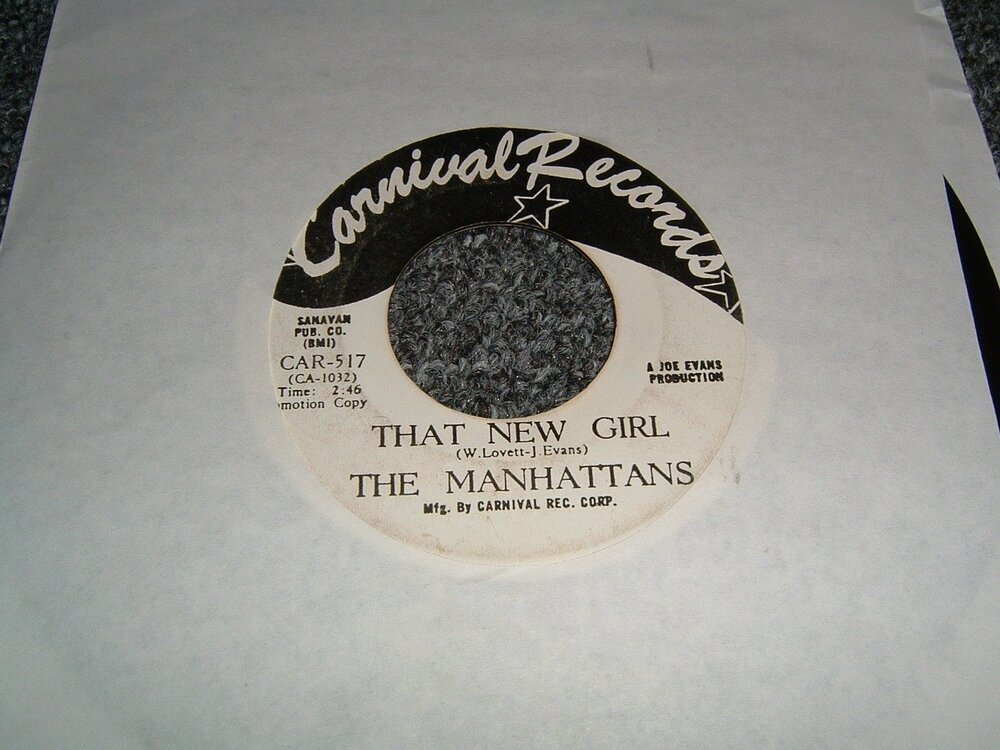 Carnival Records
SANAVAN
PUB. CO.
(BMI)
CAR-517
(CA-1032)
Time: 2:46
motion Copy
A JOE EVANS
PRODUCTION
THAT NEW GIRL
(W.Lovett-J.Evans)
THE MANHATTANS
Mfg. By CARNIVAL REC. CORP.